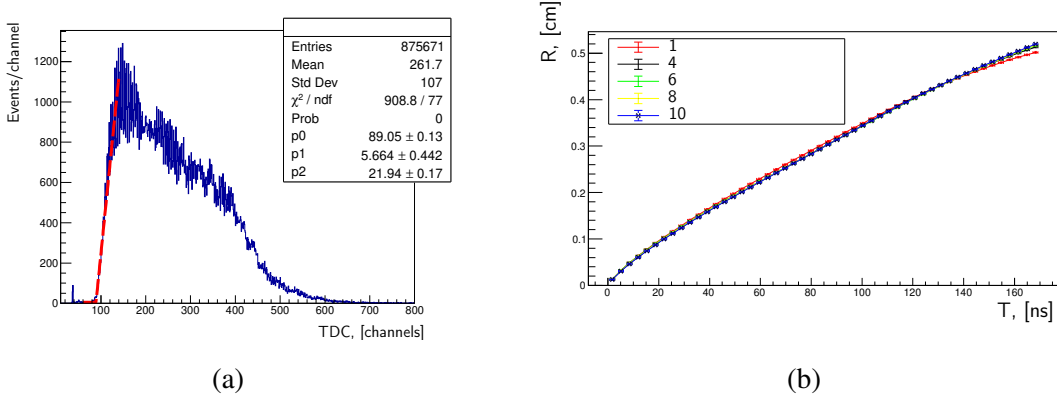 Events/channel
1200
1000
800
600
400
200
0
100 200 300 400 500 600 700 800
TDC, [channels]
Entries 875671
Mean 261.7
Std Dev 107
χ² / ndf 908.8 / 77
Prob 0
p0 89.05 ± 0.13
p1 5.664 ± 0.442
p2 21.94 ± 0.17
(a)
R, [cm]
0.5
0.4
0.3
0.2
0.1
0
0 20 40 60 80 100 120 140 160
T, [ns]
1
4
6
8
10
(b)